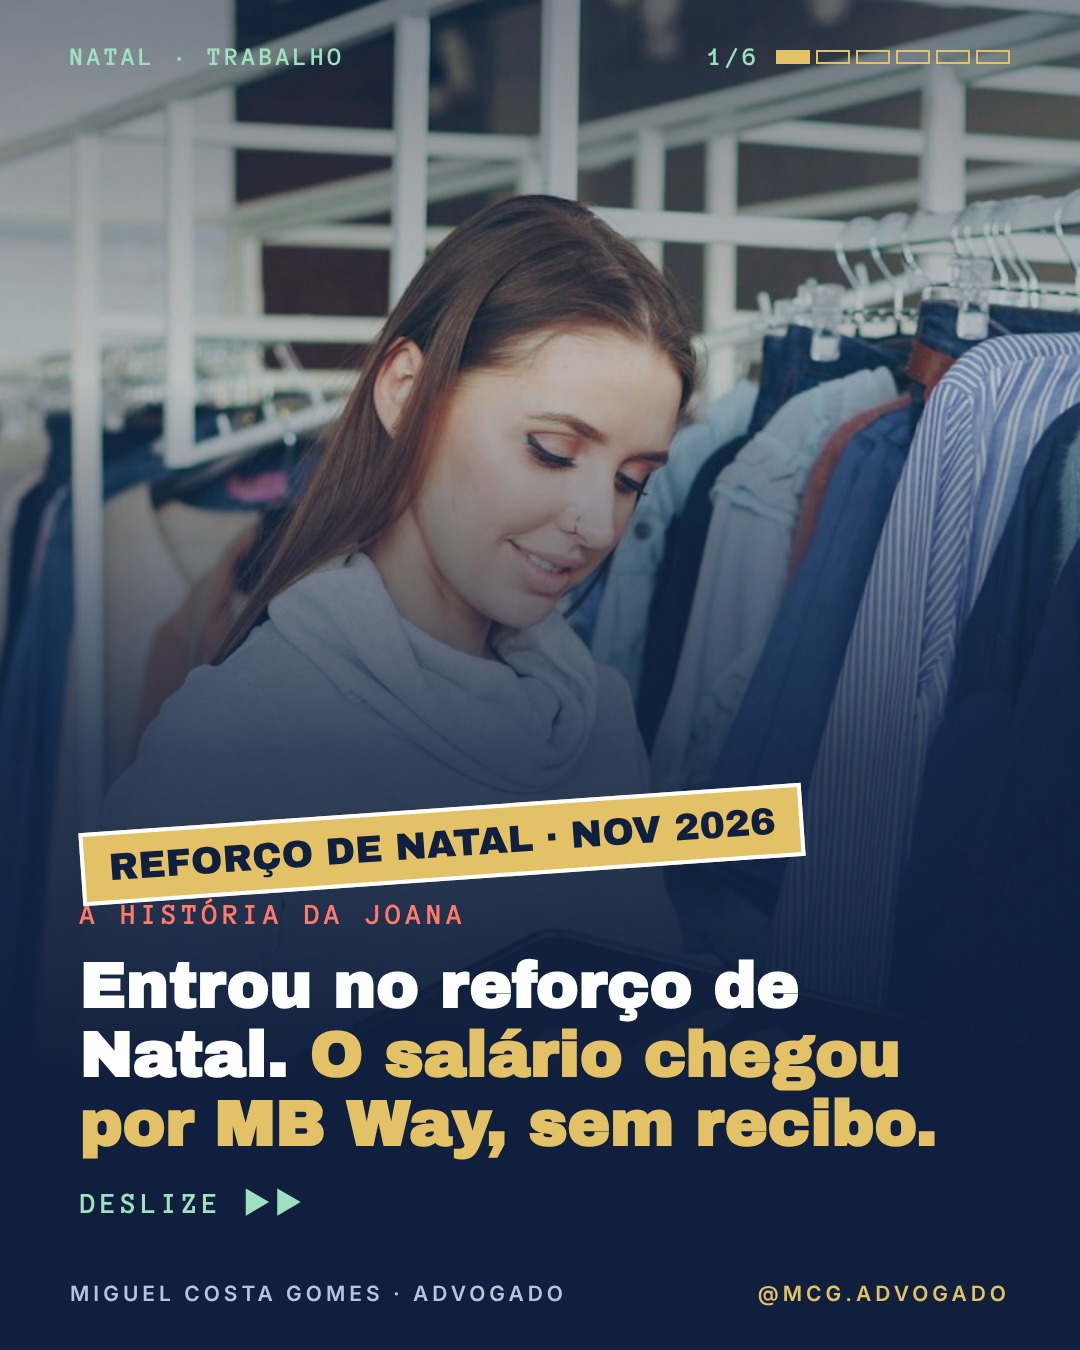 NATAL · TRABALHO
1/6
REFORÇO DE NATAL · NOV 2026
A HISTÓRIA DA JOANA
Entrou no reforço de
Natal. O salário chegou
por MB Way, sem recibo.
DESLIZE
MIGUEL COSTA GOMES · ADVOGADO
@MCG.ADVOGADO